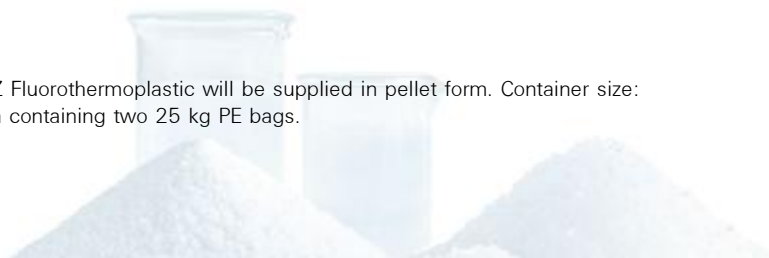 Fluorothermoplastic will be supplied in pellet form. Container size:
containing two 25 kg PE bags.